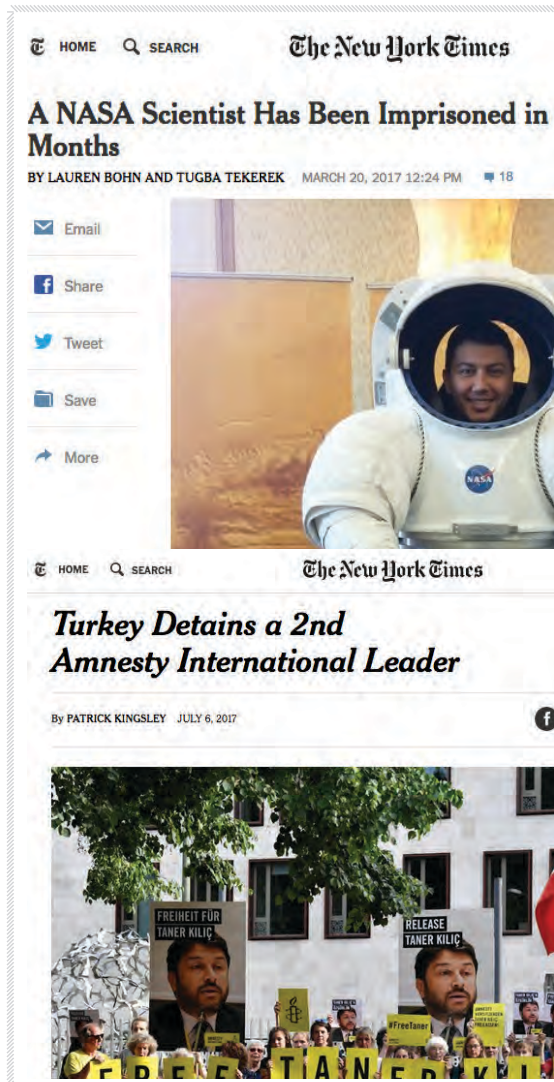 HOME SEARCH The New York Times
A NASA Scientist Has Been Imprisoned in
Months
BY LAUREN BOHN AND TUGBA TEKEREK MARCH 20, 2017 12:24 PM 18
Email
Share
Tweet
Save
More
NASA
HOME SEARCH The New York Times
Turkey Detains a 2nd
Amnesty International Leader
By PATRICK KINGSLEY JULY 6, 2017
FREIHEIT FÜR
TANER KILIÇ
RELEASE
TANER KILIÇ
#FreeTaner
FREE TANER KI